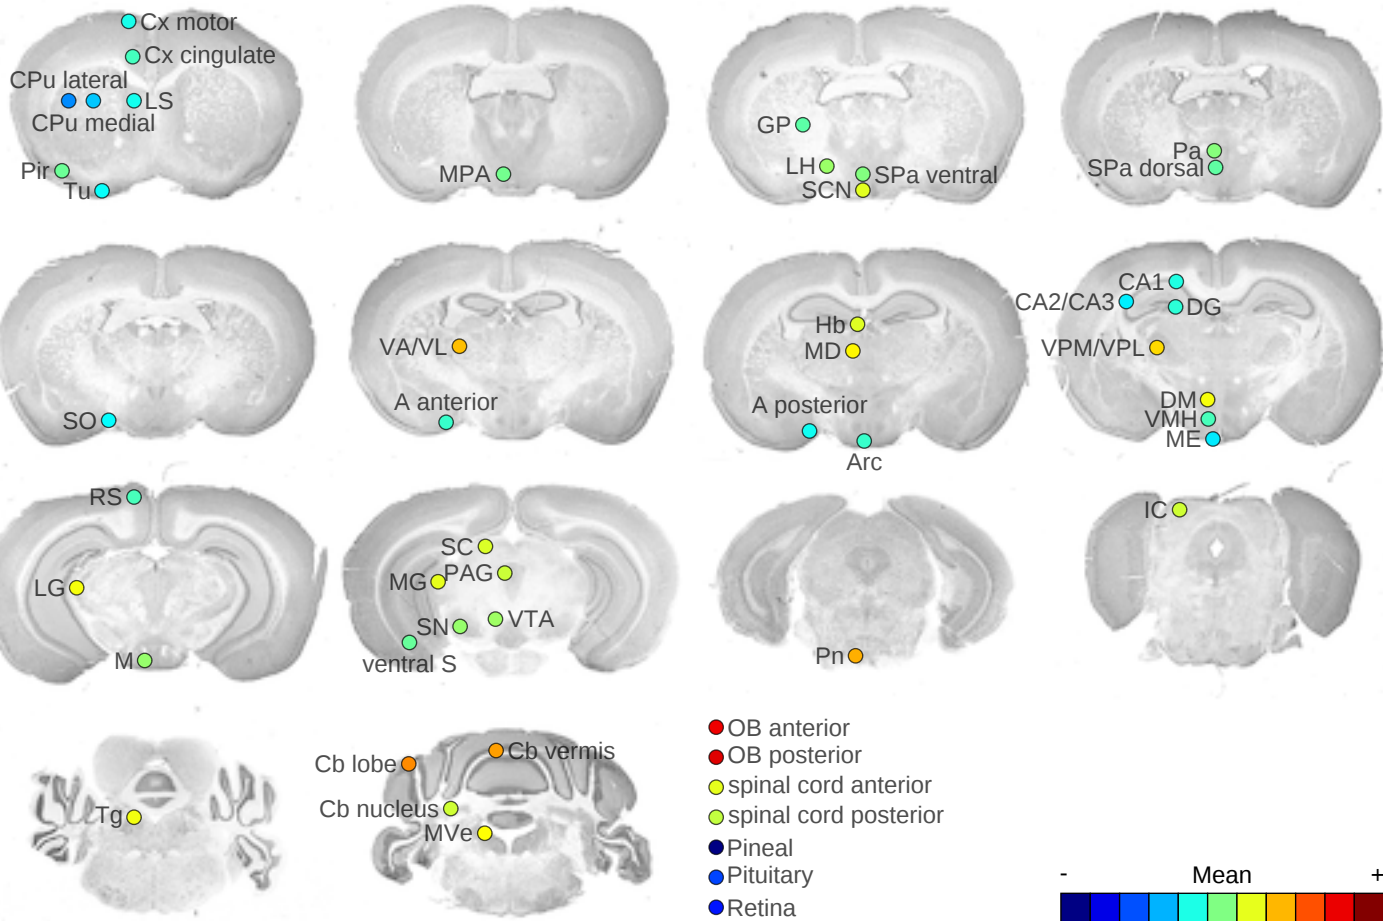 Cx motor
Cx cingulate
CPu lateral
LS
CPu medial
Pir
Tu
MPA
GP
LH
SPa ventral
SCN
Pa
SPa dorsal
SO
VA/VL
A anterior
Hb
MD
A posterior
Arc
CA1
CA2/CA3
DG
VPM/VPL
DM
VMH
ME
RS
LG
M
SC
MG
PAG
SN
VTA
ventral S
Pn
IC
Tg
Cb lobe
Cb vermis
Cb nucleus
MVe
OB anterior
OB posterior
spinal cord anterior
spinal cord posterior
Pineal
Pituitary
Retina
- Mean +